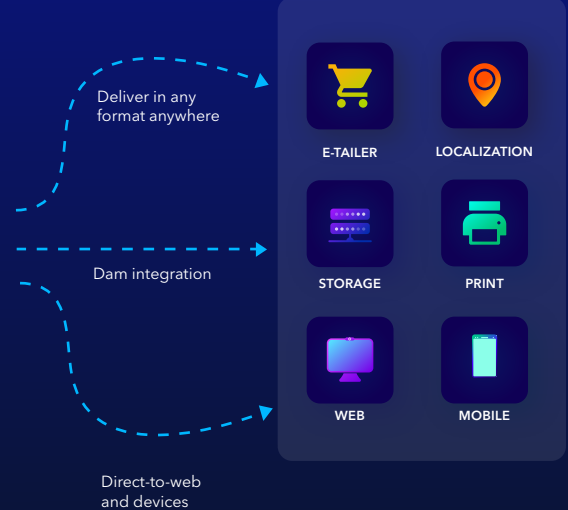 Deliver in any
format anywhere
Dam integration
Direct-to-web
and devices
E-TAILER
LOCALIZATION
STORAGE
PRINT
WEB
MOBILE